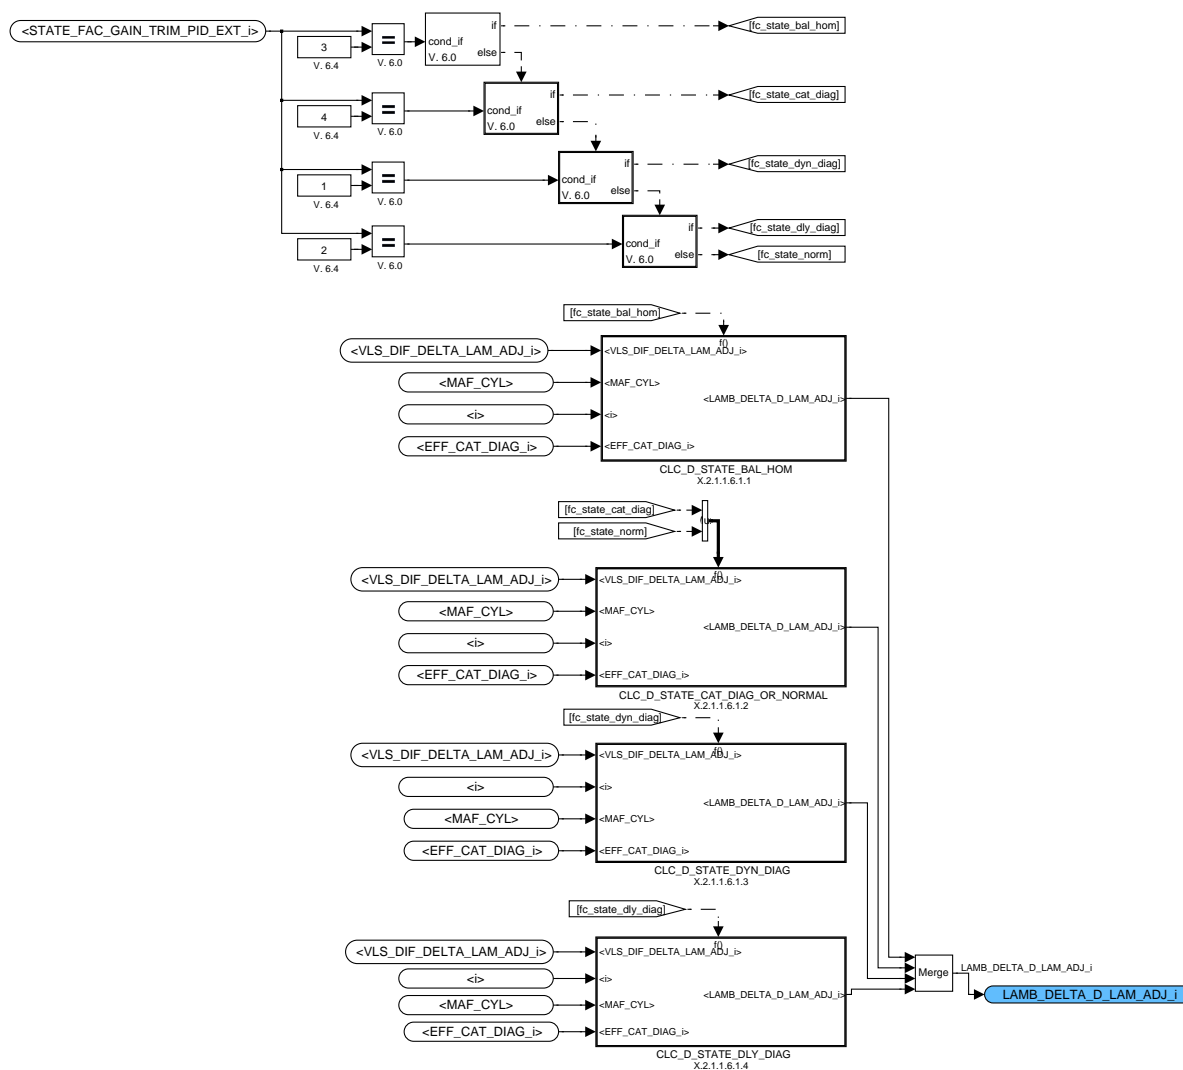 <STATE_FAC_GAIN_TRIM_PID_EXT_i>
3
V. 6.4
=
V. 6.0
if
cond_if
else
V. 6.0
[fc_state_bal_hom]
4
V. 6.4
=
V. 6.0
if
cond_if
else
V. 6.0
[fc_state_cat_diag]
1
V. 6.4
=
V. 6.0
if
cond_if
else
V. 6.0
[fc_state_dyn_diag]
2
V. 6.4
=
V. 6.0
if
cond_if
else
V. 6.0
[fc_state_dly_diag]
[fc_state_norm]
[fc_state_bal_hom]
f()
<VLS_DIF_DELTA_LAM_ADJ_i>
<VLS_DIF_DELTA_LAM_ADJ_i>
<MAF_CYL>
<MAF_CYL>
<LAMB_DELTA_D_LAM_ADJ_i>
<i>
<i>
<EFF_CAT_DIAG_i>
<EFF_CAT_DIAG_i>
CLC_D_STATE_BAL_HOM
X.2.1.1.6.1.1
[fc_state_cat_diag]
[fc_state_norm]
f()
<VLS_DIF_DELTA_LAM_ADJ_i>
<VLS_DIF_DELTA_LAM_ADJ_i>
<MAF_CYL>
<MAF_CYL>
<LAMB_DELTA_D_LAM_ADJ_i>
<i>
<i>
<EFF_CAT_DIAG_i>
<EFF_CAT_DIAG_i>
CLC_D_STATE_CAT_DIAG_OR_NORMAL
X.2.1.1.6.1.2
[fc_state_dyn_diag]
f()
<VLS_DIF_DELTA_LAM_ADJ_i>
<VLS_DIF_DELTA_LAM_ADJ_i>
<i>
<i>
<LAMB_DELTA_D_LAM_ADJ_i>
<MAF_CYL>
<MAF_CYL>
<EFF_CAT_DIAG_i>
<EFF_CAT_DIAG_i>
CLC_D_STATE_DYN_DIAG
X.2.1.1.6.1.3
[fc_state_dly_diag]
f()
<VLS_DIF_DELTA_LAM_ADJ_i>
<VLS_DIF_DELTA_LAM_ADJ_i>
<i>
<i>
<LAMB_DELTA_D_LAM_ADJ_i>
<MAF_CYL>
<MAF_CYL>
<EFF_CAT_DIAG_i>
<EFF_CAT_DIAG_i>
CLC_D_STATE_DLY_DIAG
X.2.1.1.6.1.4
Merge
LAMB_DELTA_D_LAM_ADJ_i
LAMB_DELTA_D_LAM_ADJ_i